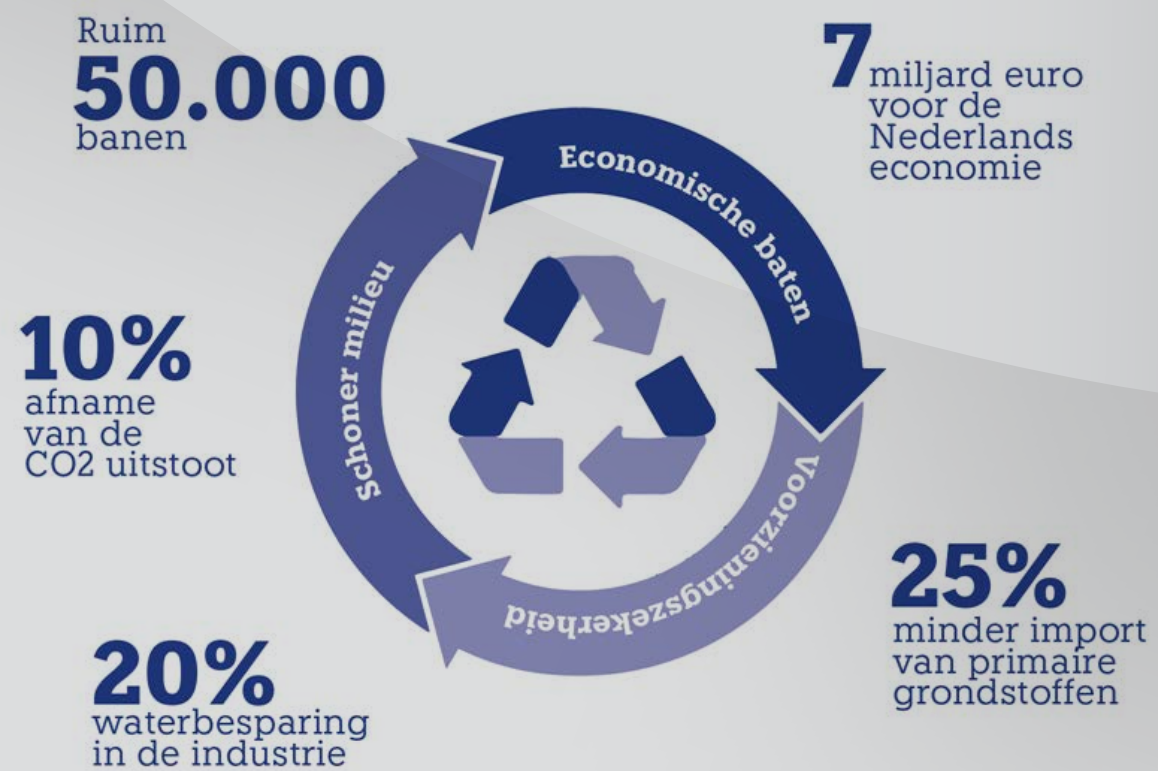 Ruim
50.000
banen
7 miljard euro
voor de
Nederlands
economie
Economische baten
Schoner milieu
Voorzieningszekerheid
10%
afname
van de
CO2 uitstoot
25%
minder import
van primaire
grondstoffen
20%
waterbesparing
in de industrie